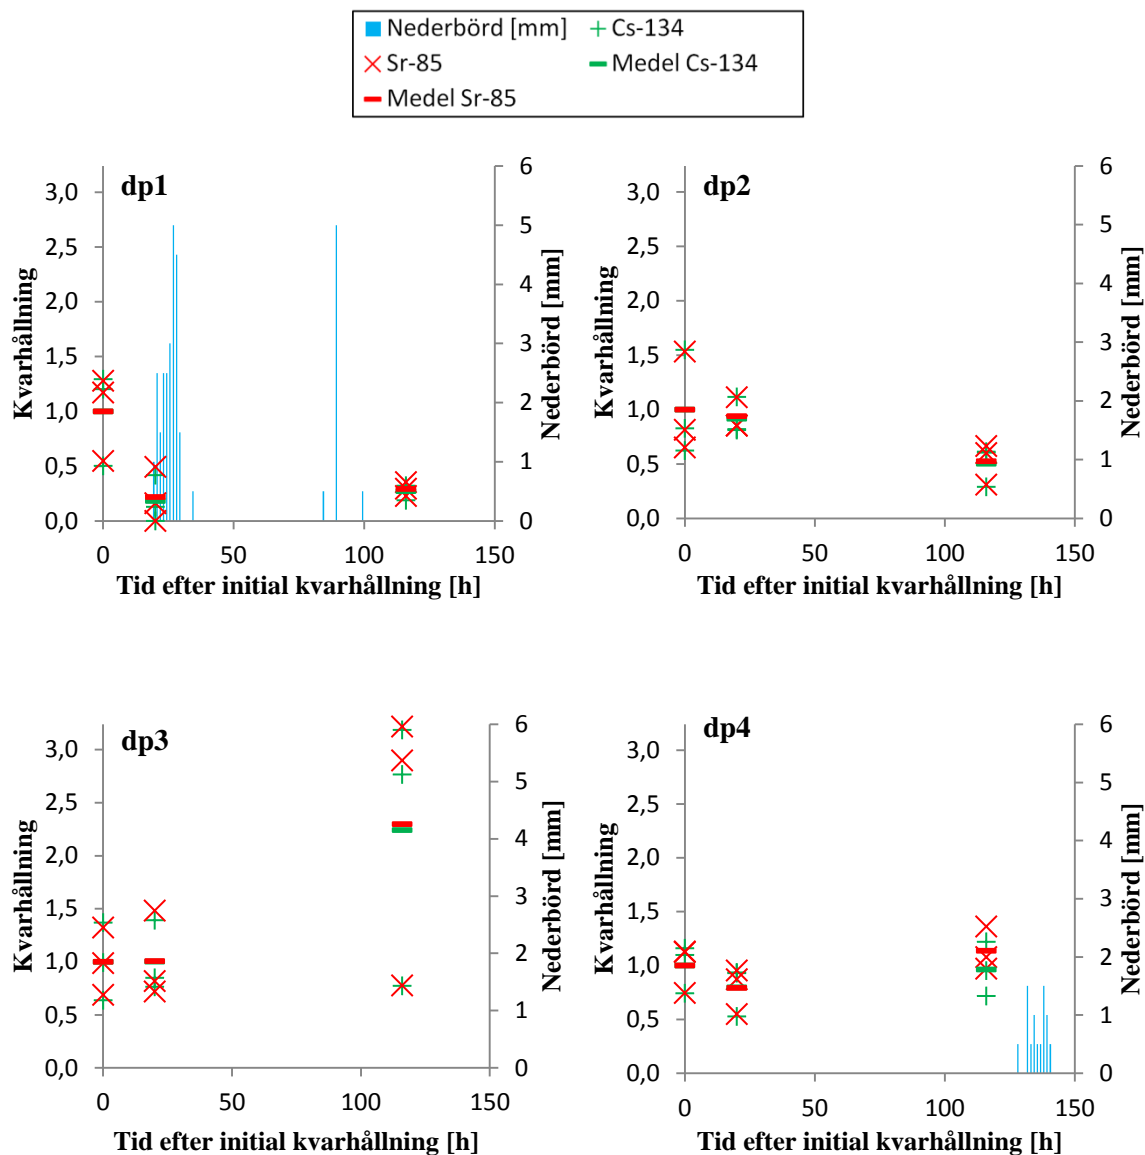 Nederbörd [mm] Cs-134
Sr-85 Medel Cs-134
Medel Sr-85
dp1
3,0
2,5
2,0
1,5
1,0
0,5
0,0
Kvarhållning
6
5
4
3
2
1
0
Nederbörd [mm]
0 50 100 150
Tid efter initial kvarhållning [h]
dp2
3,0
2,5
2,0
1,5
1,0
0,5
0,0
Kvarhållning
6
5
4
3
2
1
0
Nederbörd [mm]
0 50 100 150
Tid efter initial kvarhållning [h]
dp3
3,0
2,5
2,0
1,5
1,0
0,5
0,0
Kvarhållning
6
5
4
3
2
1
0
Nederbörd [mm]
0 50 100 150
Tid efter initial kvarhållning [h]
dp4
3,0
2,5
2,0
1,5
1,0
0,5
0,0
Kvarhållning
6
5
4
3
2
1
0
Nederbörd [mm]
0 50 100 150
Tid efter initial kvarhållning [h]